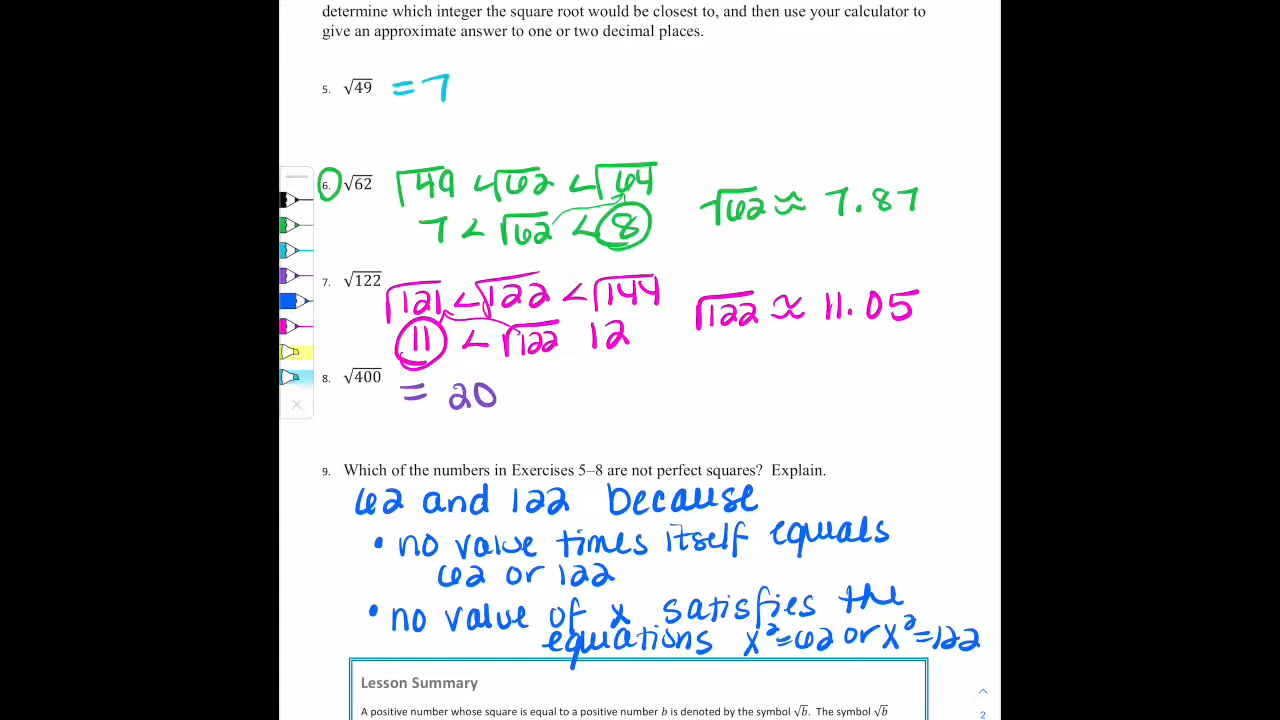 determine which integer the square root would be closest to, and then use your calculator to
give an approximate answer to one or two decimal places.
5. √49 = 7
6. √62 √49 < √62 < √64
7 < √62 < 8 √62 ≈ 7.87
7. √122 √121 < √122 < √144
11 < √122 12 √122 ≈ 11.05
8. √400 = 20
9. Which of the numbers in Exercises 5–8 are not perfect squares? Explain.
62 and 122 because
• no value times itself equals
62 or 122
• no value of x satisfies the
equations x²=62 or x²=122
Lesson Summary
A positive number whose square is equal to a positive number b is denoted by the symbol √b. The symbol √b
2